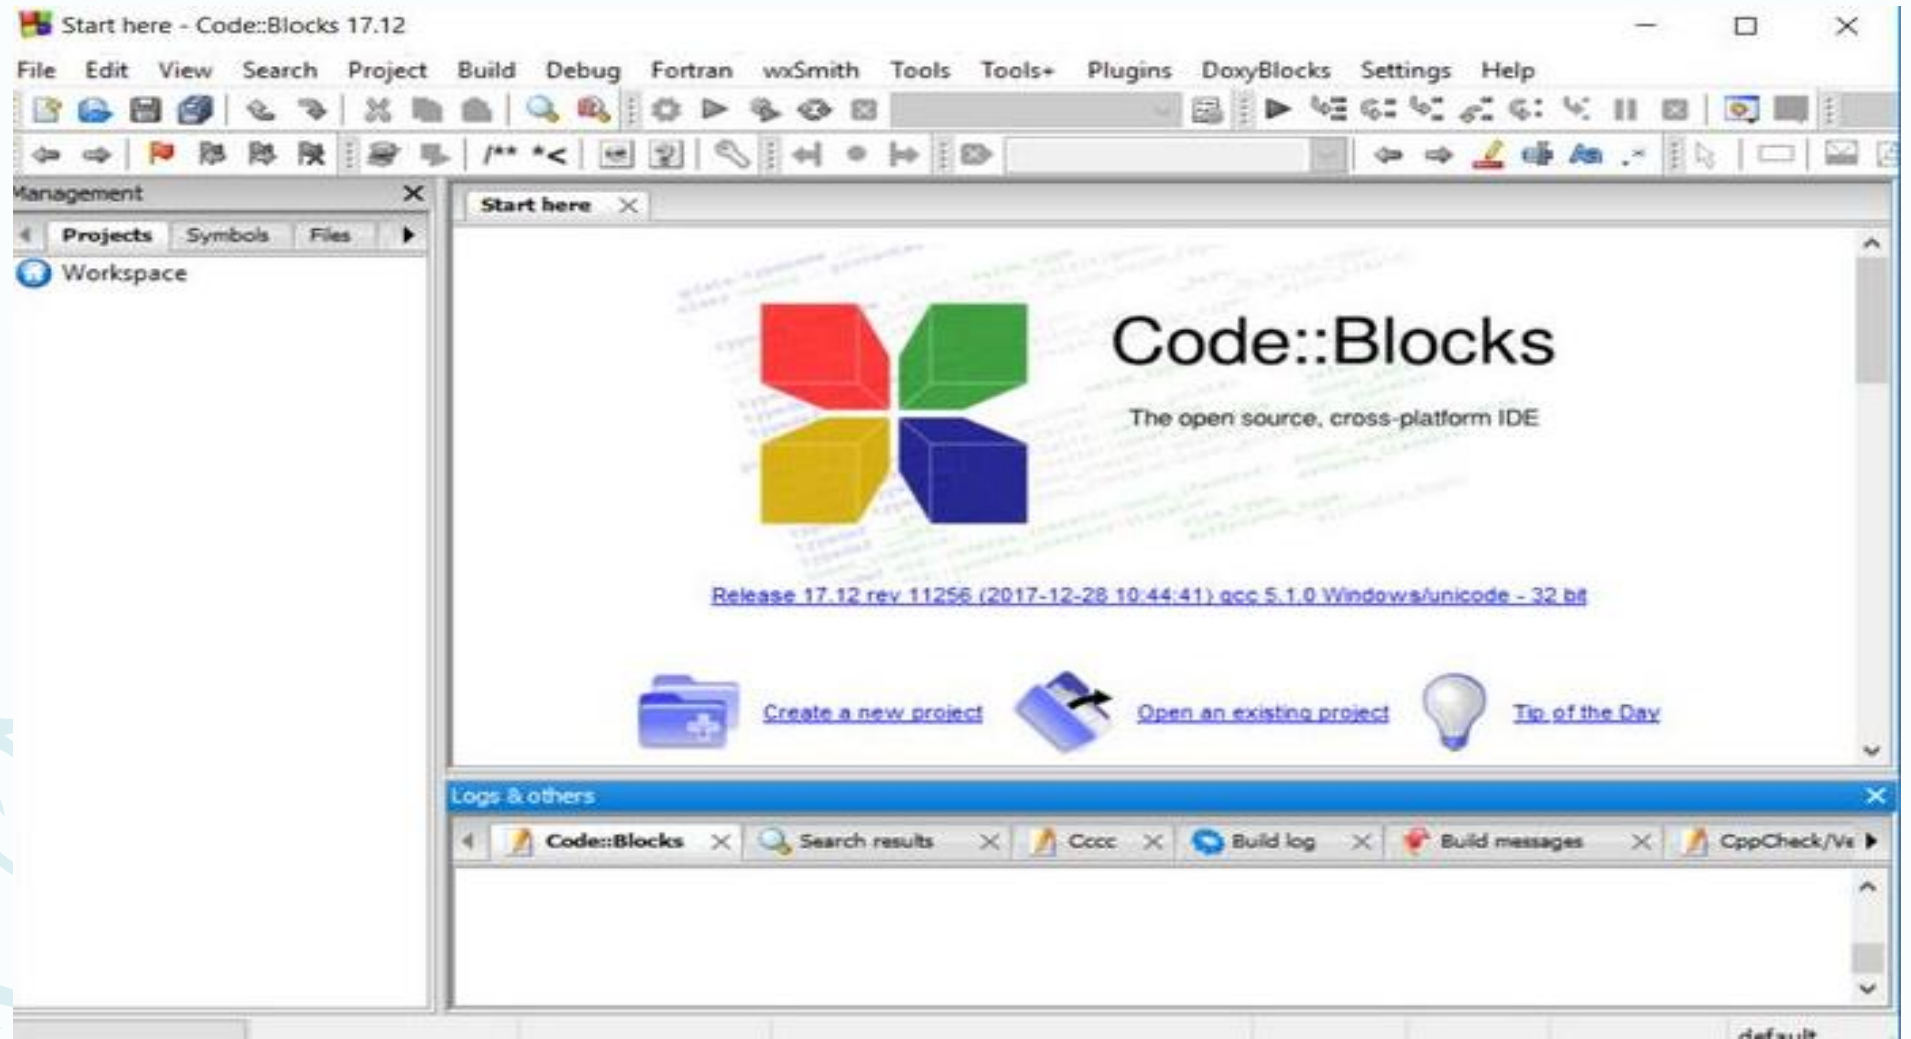 Start here - Code::Blocks 17.12
File Edit View Search Project Build Debug Fortran wxSmith Tools Tools+ Plugins DoxyBlocks Settings Help
/** *<
Management
Projects Symbols Files
Workspace
Start here
Code::Blocks
The open source, cross-platform IDE
Release 17.12 rev 11256 (2017-12-28 10:44:41) gcc 5.1.0 Windows/unicode - 32 bit
Create a new project Open an existing project Tip of the Day
Logs & others
Code::Blocks Search results Cccc Build log Build messages CppCheck/Ve
default